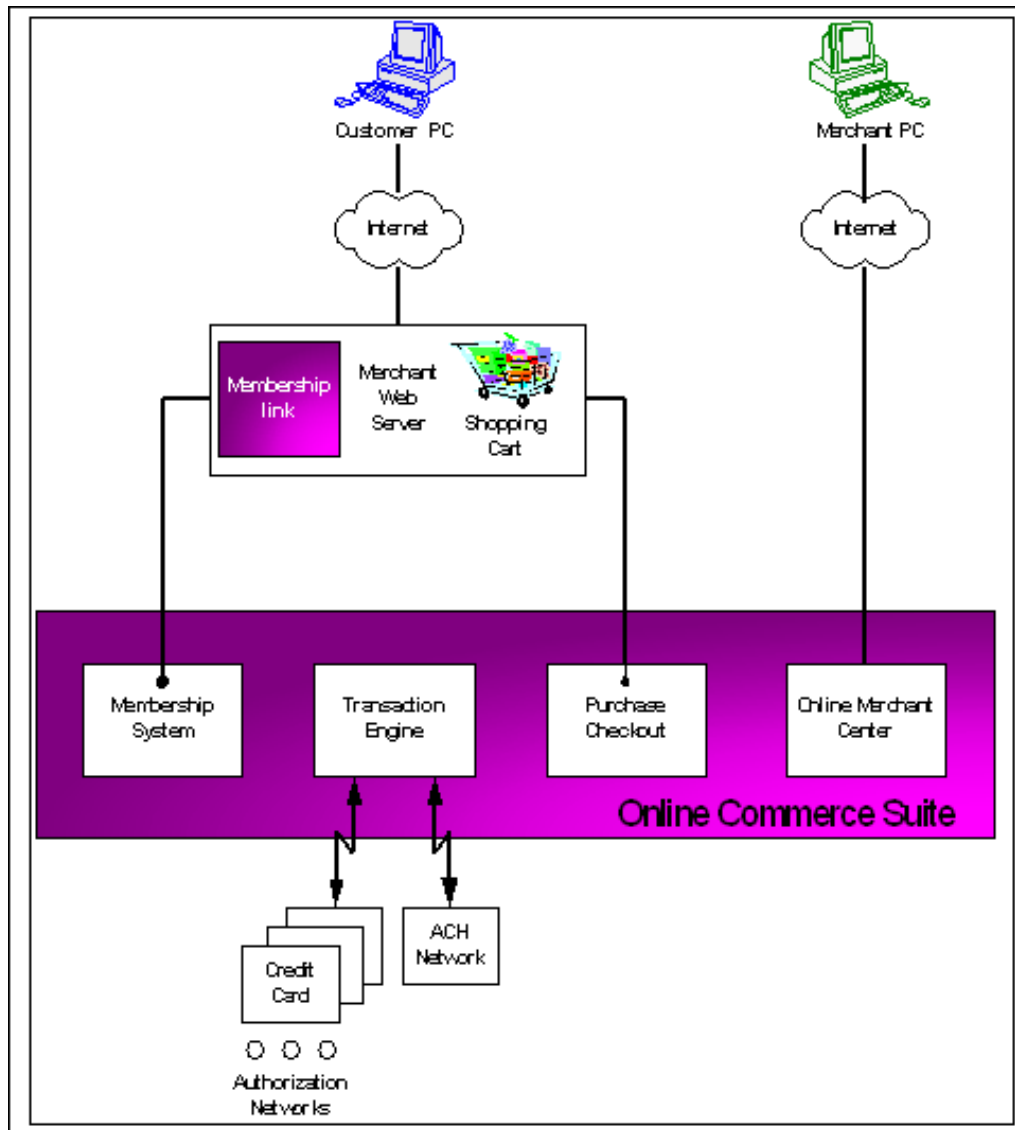 Customer PC
Merchant PC
Internet
Internet
Membership
link
Merchant
Web
Server
Shopping
Cart
Membership
System
Transaction
Engine
Purchase
Checkout
Online Merchant
Center
Online Commerce Suite
Credit
Card
ACH
Network
Authorization
Networks